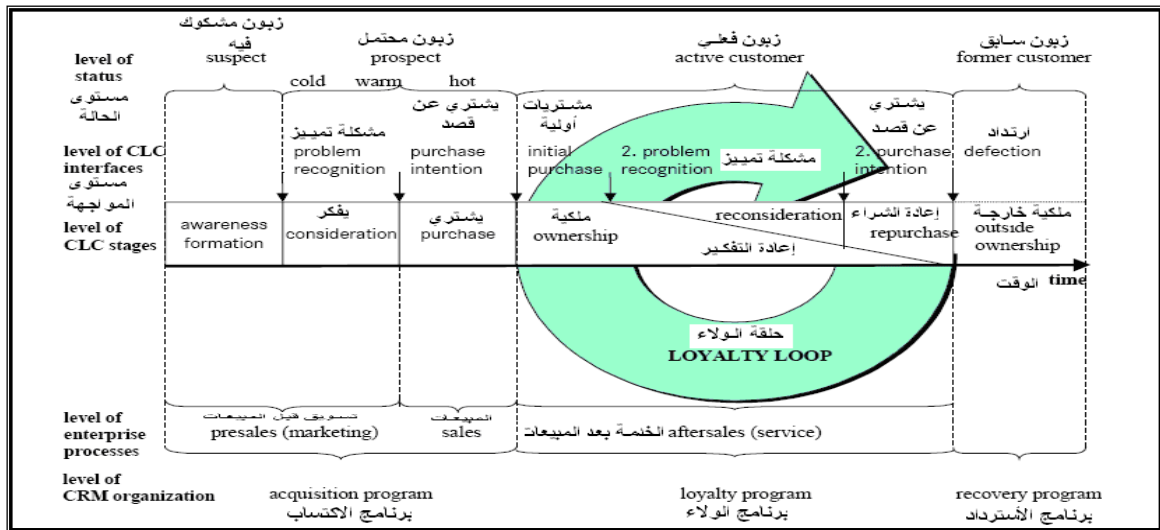 زبون مشكوك
فيه
suspect
زبون محتمل
prospect
زبون فعلي
active customer
زبون سابق
former customer
level of
status
مستوى
الحالة
cold warm hot
مشكلة تمييز
problem
recognition
يشتري عن
قصد
purchase
intention
مشتريات
أولية
initial
purchase
2. problem
recognition
مشكلة تمييز
يشتري
عن قصد
2. purchase
intention
ارتداد
defection
level of CLC
interfaces
مستوى
المواجهة
level of
CLC stages
awareness
formation
يفكر
consideration
يشتري
purchase
ملكية
ownership
reconsideration
إعادة التفكير
إعادة الشراء
repurchase
ملكية خارجة
outside
ownership
time
الوقت
حلقة الولاء
LOYALTY LOOP
level of
enterprise
processes
تسويق قبل المبيعات
presales (marketing)
المبيعات
sales
الخدمة بعد المبيعات aftersales (service)
level of
CRM organization
acquisition program
برنامج الاكتساب
loyalty program
برنامج الولاء
recovery program
برنامج الأسترداد